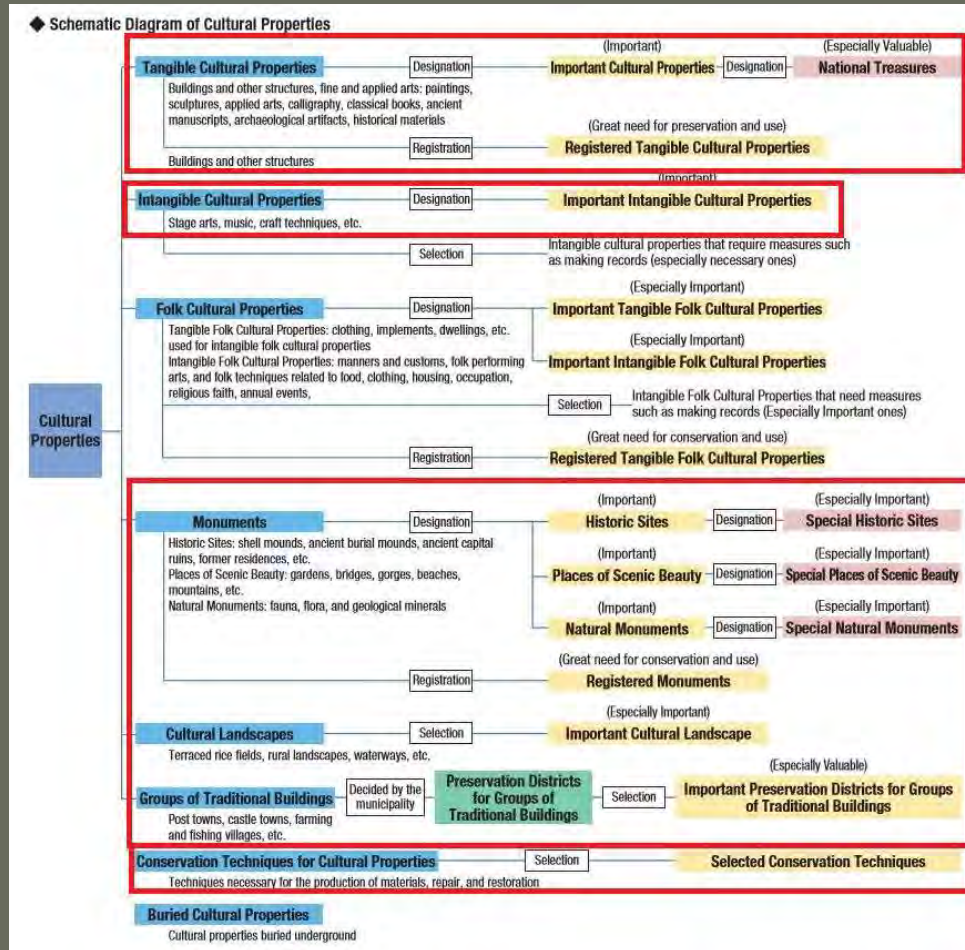 ◆ Schematic Diagram of Cultural Properties
(Important)
(Especially Valuable)
Tangible Cultural Properties
Designation
Important Cultural Properties
Designation
National Treasures
Buildings and other structures, fine and applied arts: paintings,
sculptures, applied arts, calligraphy, classical books, ancient
manuscripts, archaeological artifacts, historical materials
(Great need for preservation and use)
Registration
Registered Tangible Cultural Properties
Buildings and other structures
(Important)
Intangible Cultural Properties
Designation
Important Intangible Cultural Properties
Stage arts, music, craft techniques, etc.
Selection
Intangible cultural properties that require measures such
as making records (especially necessary ones)
(Especially Important)
Folk Cultural Properties
Designation
Important Tangible Folk Cultural Properties
Tangible Folk Cultural Properties: clothing, implements, dwellings, etc.
used for intangible folk cultural properties
Intangible Folk Cultural Properties: manners and customs, folk performing
arts, and folk techniques related to food, clothing, housing, occupation,
religious faith, annual events,
(Especially Important)
Important Intangible Folk Cultural Properties
Selection
Intangible Folk Cultural Properties that need measures
such as making records (Especially Important ones)
Cultural
Properties
(Great need for conservation and use)
Registration
Registered Tangible Folk Cultural Properties
(Important)
(Especially Important)
Monuments
Designation
Historic Sites
Designation
Special Historic Sites
Historic Sites: shell mounds, ancient burial mounds, ancient capital
ruins, former residences, etc.
Places of Scenic Beauty: gardens, bridges, gorges, beaches,
mountains, etc.
Natural Monuments: fauna, flora, and geological minerals
(Important)
(Especially Important)
Places of Scenic Beauty
Designation
Special Places of Scenic Beauty
(Important)
(Especially Important)
Natural Monuments
Designation
Special Natural Monuments
(Great need for conservation and use)
Registration
Registered Monuments
(Especially Important)
Cultural Landscapes
Selection
Important Cultural Landscape
Terraced rice fields, rural landscapes, waterways, etc.
(Especially Valuable)
Groups of Traditional Buildings
Decided by the
municipality
Preservation Districts
for Groups of
Traditional Buildings
Selection
Important Preservation Districts for Groups
of Traditional Buildings
Post towns, castle towns, farming
and fishing villages, etc.
Conservation Techniques for Cultural Properties
Selection
Selected Conservation Techniques
Techniques necessary for the production of materials, repair, and restoration
Buried Cultural Properties
Cultural properties buried underground